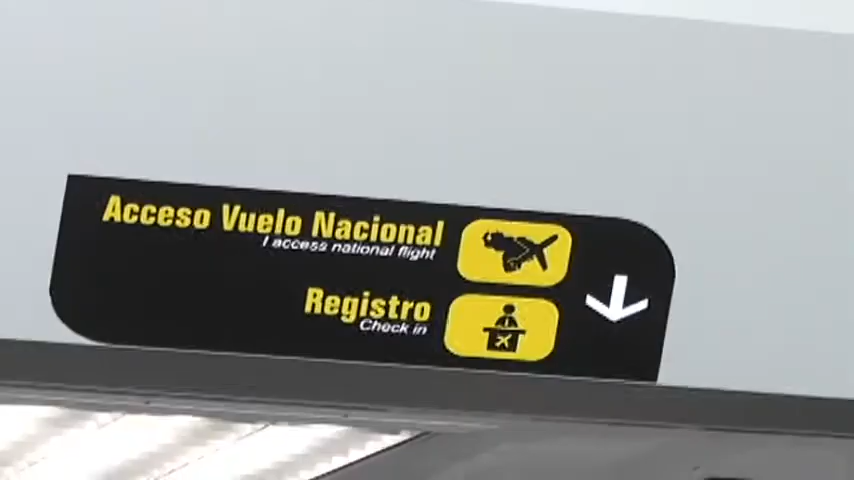 Acceso Vuelo Nacional
I access national flight
Registro
Check in